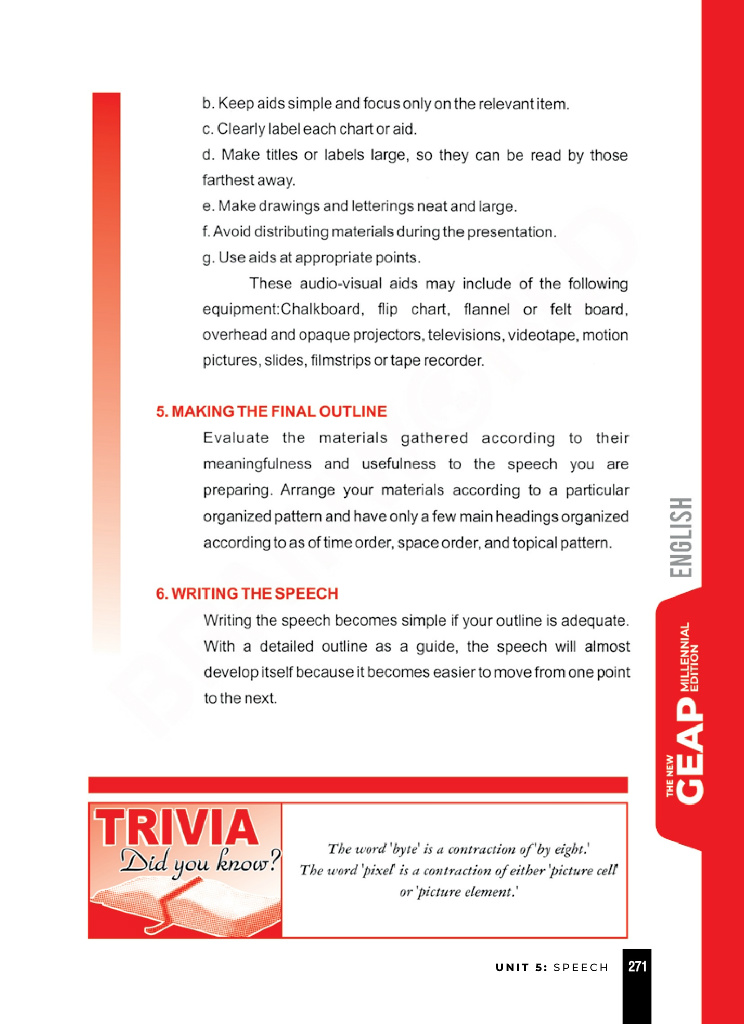 b. Keep aids simple and focus only on the relevant item.
c. Clearly label each chart or aid.
d. Make titles or labels large, so they can be read by those
farthest away.
e. Make drawings and letterings neat and large.
f. Avoid distributing materials during the presentation.
g. Use aids at appropriate points.
These audio-visual aids may include of the following
equipment:Chalkboard, flip chart, flannel or felt board,
overhead and opaque projectors, televisions, videotape, motion
pictures, slides, filmstrips or tape recorder.
5. MAKING THE FINAL OUTLINE
Evaluate the materials gathered according to their
meaningfulness and usefulness to the speech you are
preparing. Arrange your materials according to a particular
organized pattern and have only a few main headings organized
according to as of time order, space order, and topical pattern.
6. WRITING THE SPEECH
Writing the speech becomes simple if your outline is adequate.
With a detailed outline as a guide, the speech will almost
develop itself because it becomes easier to move from one point
to the next.
ENGLISH
THE NEW
GEAP
MILLENNIAL
EDITION
TRIVIA
Did you know?
The word 'byte' is a contraction of 'by eight.'
The word 'pixel' is a contraction of either 'picture cell'
or 'picture element.'
UNIT 5: SPEECH 271